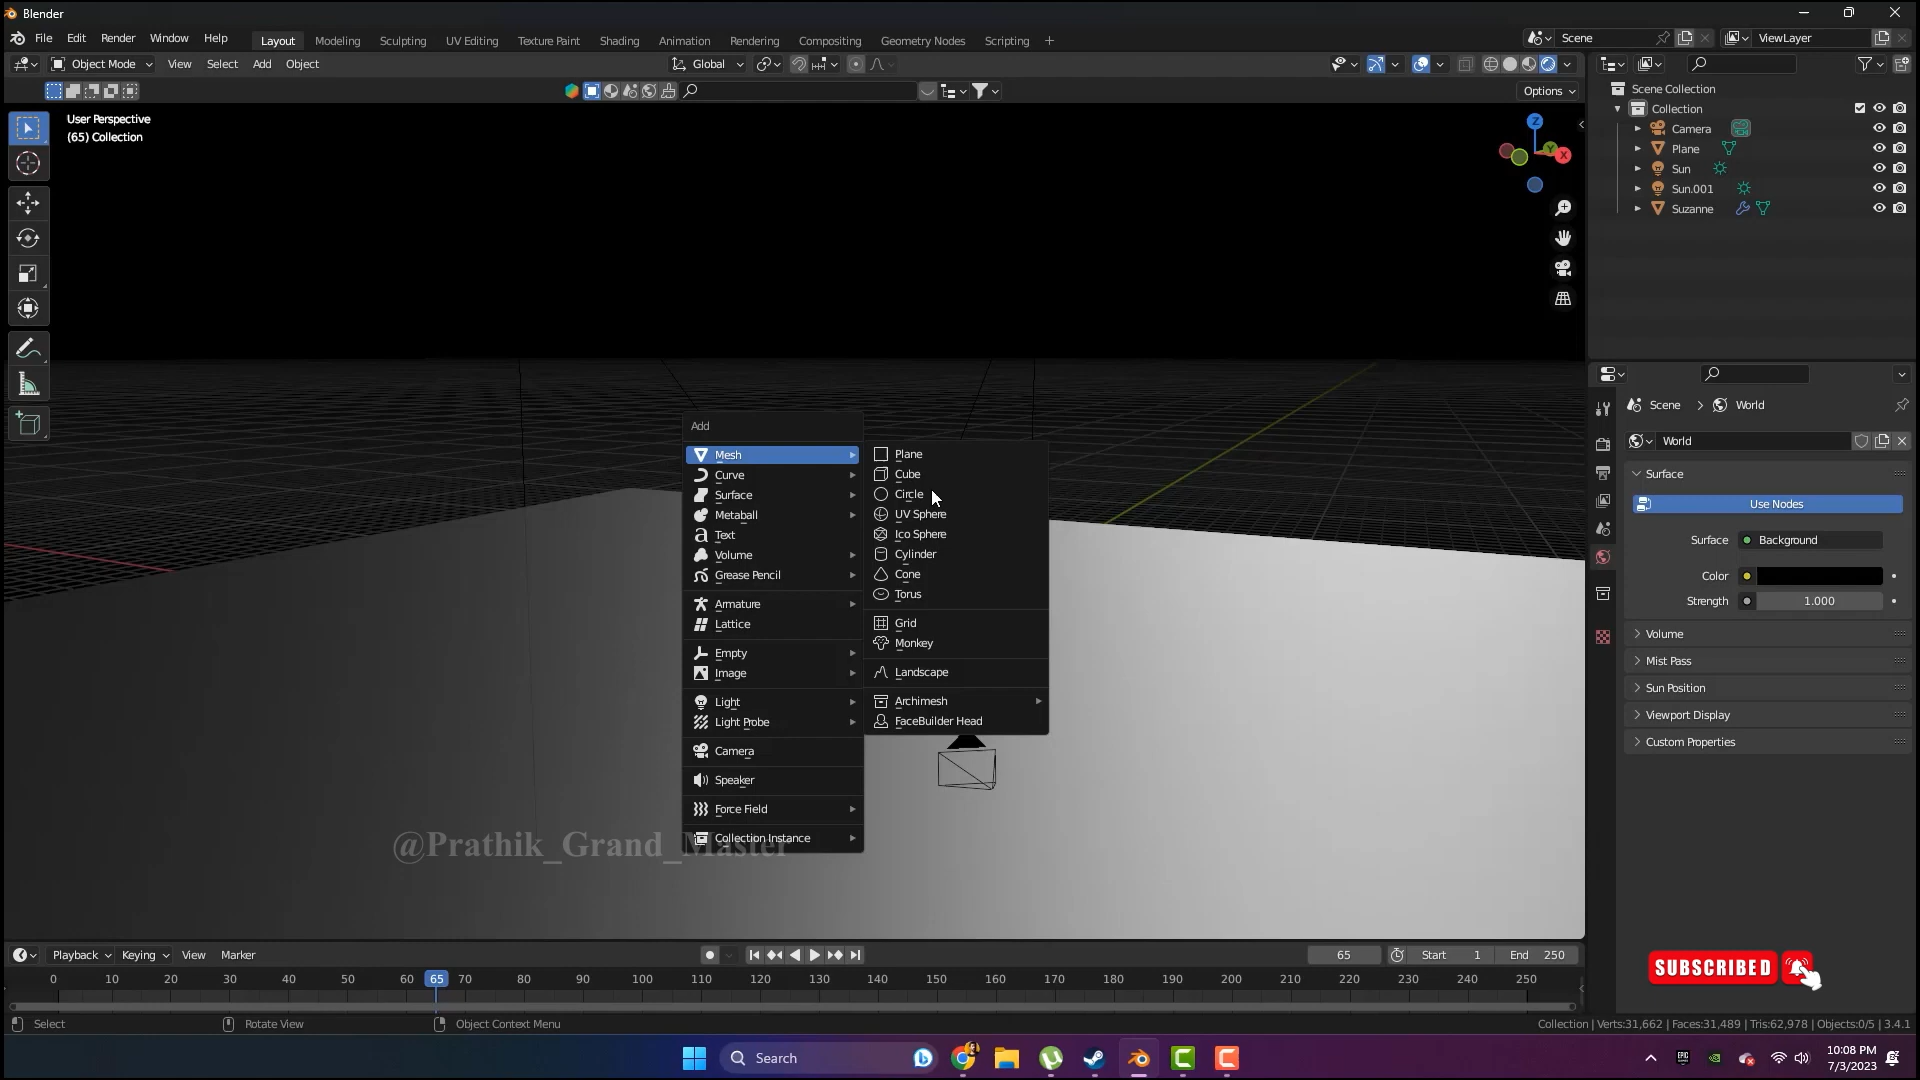 Blender
File Edit Render Window Help Layout Modeling Sculpting UV Editing Texture Paint Shading Animation Rendering Compositing Geometry Nodes Scripting + Scene ViewLayer
Object Mode View Select Add Object Global
Options
User Perspective
(65) Collection
Z
Y
X
Scene Collection
Collection
Camera
Plane
Sun
Sun.001
Suzanne
Scene > World
World
Surface
Use Nodes
Surface Background
Color
Strength 1.000
Volume
Mist Pass
Sun Position
Viewport Display
Custom Properties
Add
Mesh
Curve
Surface
Metaball
Text
Volume
Grease Pencil
Armature
Lattice
Empty
Image
Light
Light Probe
Camera
Speaker
Force Field
Collection Instance
Plane
Cube
Circle
UV Sphere
Ico Sphere
Cylinder
Cone
Torus
Grid
Monkey
Landscape
Archimesh
FaceBuilder Head
@Prathik_Grand_Master
SUBSCRIBED
Playback Keying View Marker 65 Start 1 End 250
0 10 20 30 40 50 60 65 70 80 90 100 110 120 130 140 150 160 170 180 190 200 210 220 230 240 250
Select Rotate View Object Context Menu Collection | Verts:31,662 | Faces:31,489 | Tris:62,978 | Objects:0/5 | 3.4.1
Search
EPIC
10:08 PM
7/3/2023